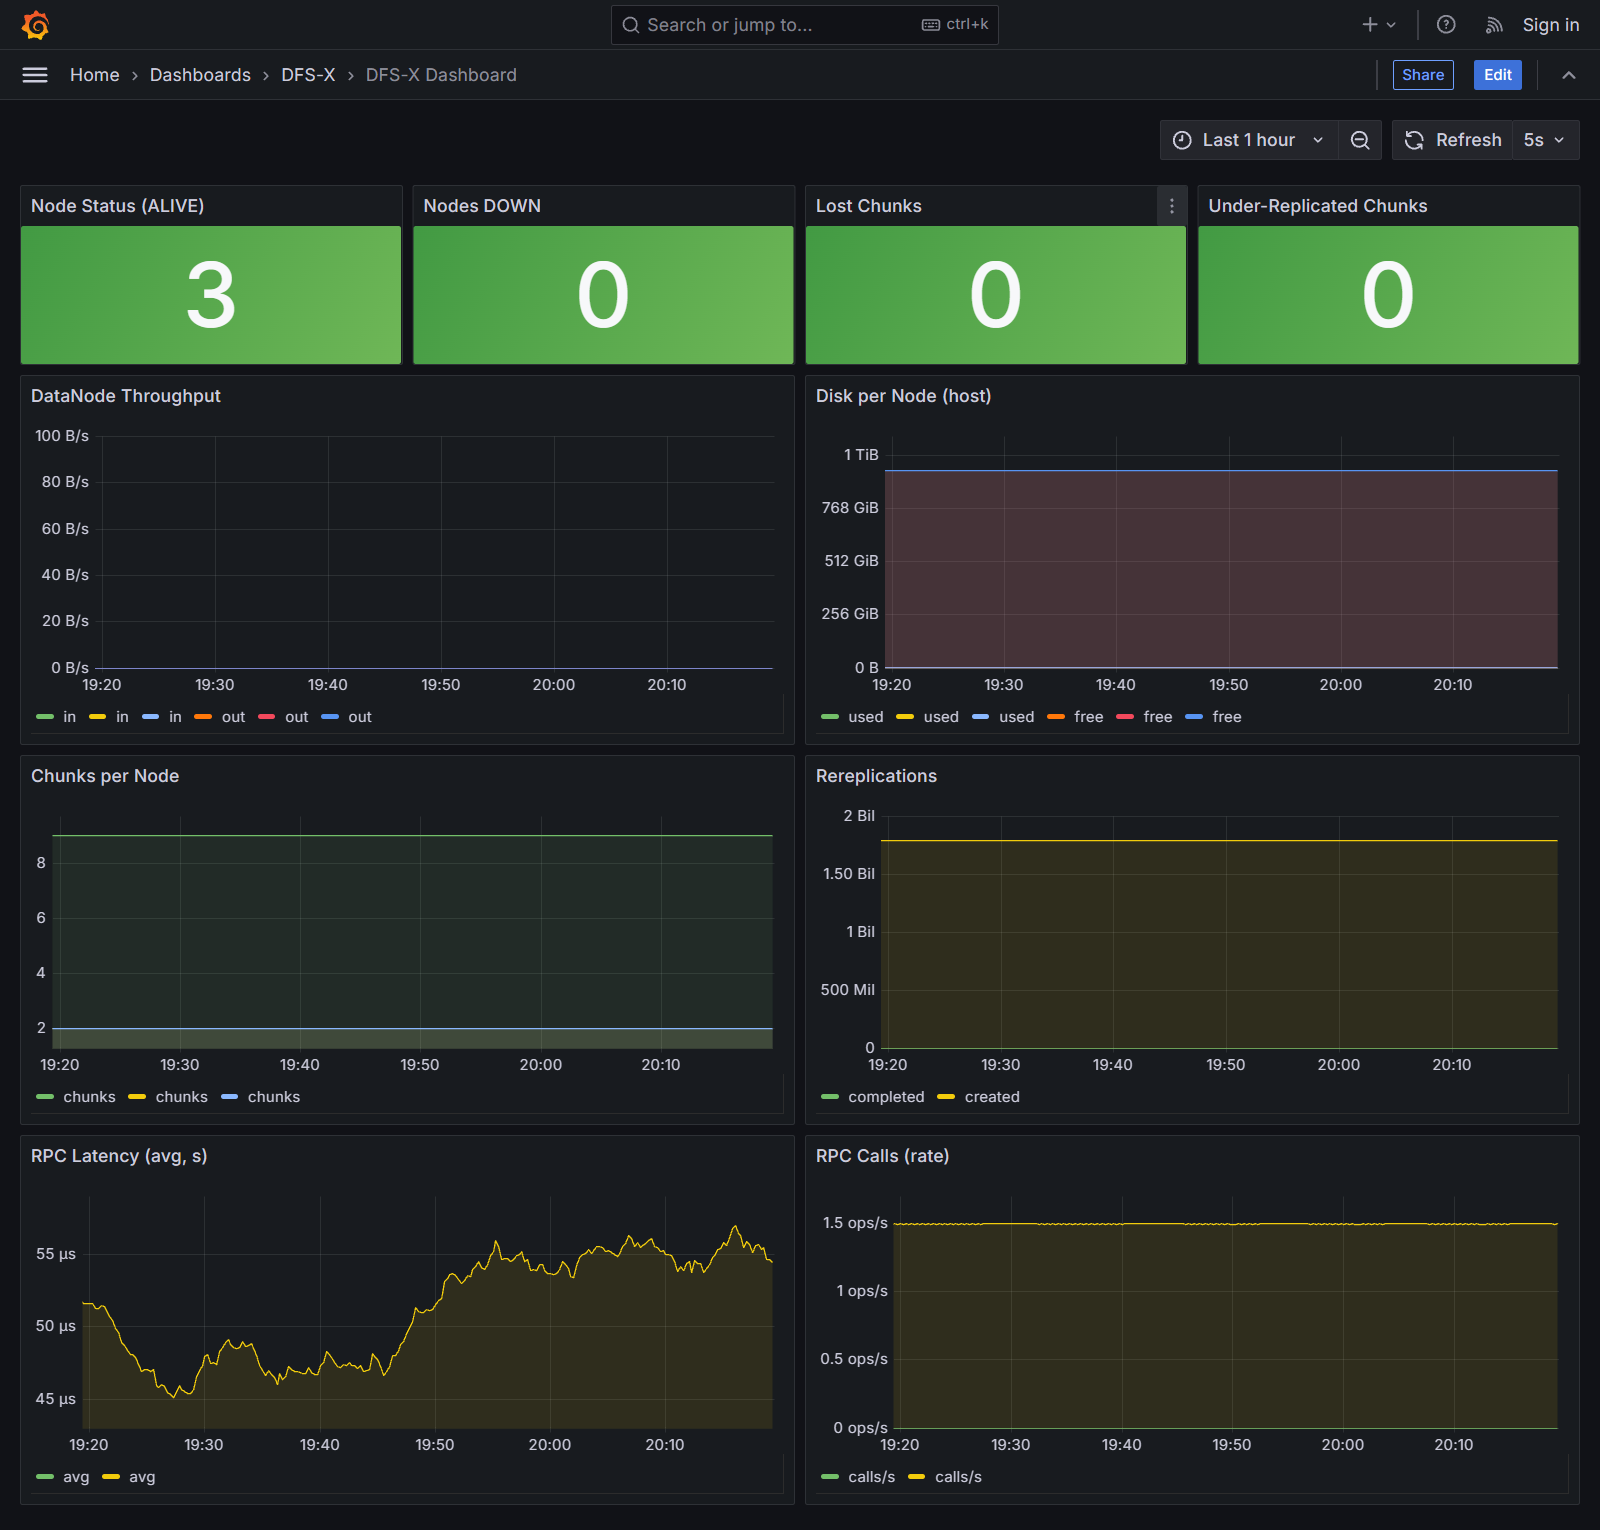 Search or jump to... ctrl+k
Sign in
Home › Dashboards › DFS-X › DFS-X Dashboard
Share Edit
Last 1 hour Refresh 5s
Node Status (ALIVE)
3
Nodes DOWN
0
Lost Chunks
0
Under-Replicated Chunks
0
DataNode Throughput
100 B/s
80 B/s
60 B/s
40 B/s
20 B/s
0 B/s
19:20 19:30 19:40 19:50 20:00 20:10
in in in out out out
Disk per Node (host)
1 TiB
768 GiB
512 GiB
256 GiB
0 B
19:20 19:30 19:40 19:50 20:00 20:10
used used used free free free
Chunks per Node
8
6
4
2
19:20 19:30 19:40 19:50 20:00 20:10
chunks chunks chunks
Rereplications
2 Bil
1.50 Bil
1 Bil
500 Mil
0
19:20 19:30 19:40 19:50 20:00 20:10
completed created
RPC Latency (avg, s)
55 µs
50 µs
45 µs
19:20 19:30 19:40 19:50 20:00 20:10
avg avg
RPC Calls (rate)
1.5 ops/s
1 ops/s
0.5 ops/s
0 ops/s
19:20 19:30 19:40 19:50 20:00 20:10
calls/s calls/s